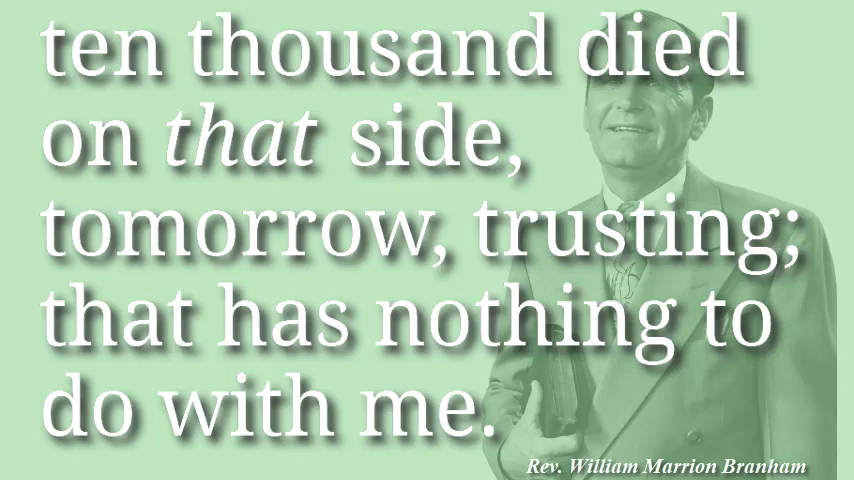 ten thousand died
on that side,
tomorrow, trusting;
that has nothing to
do with me.
Rev. William Marrion Branham